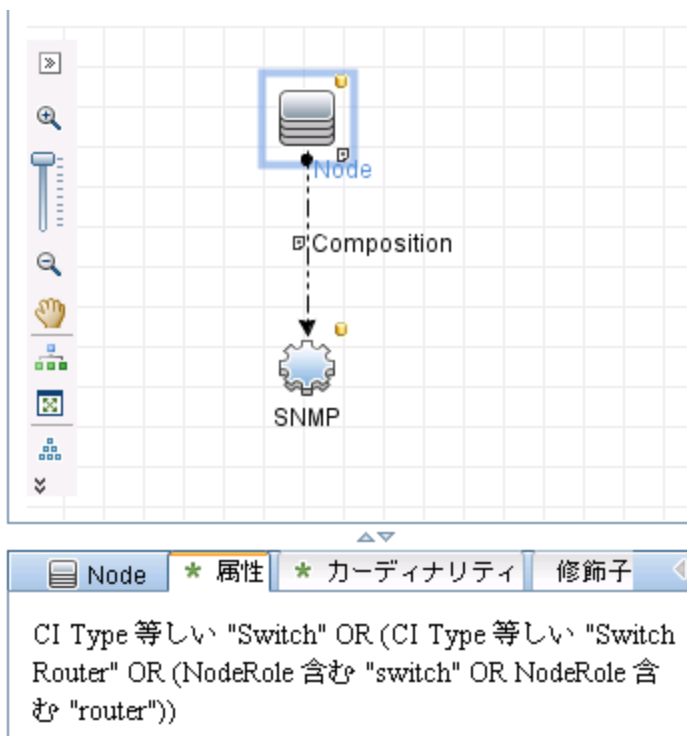 Node
Composition
SNMP
Node
* 属性
* カーディナリティ
修飾子
CI Type 等しい "Switch" OR (CI Type 等しい "Switch
Router" OR (NodeRole 含む "switch" OR NodeRole 含
む "router"))